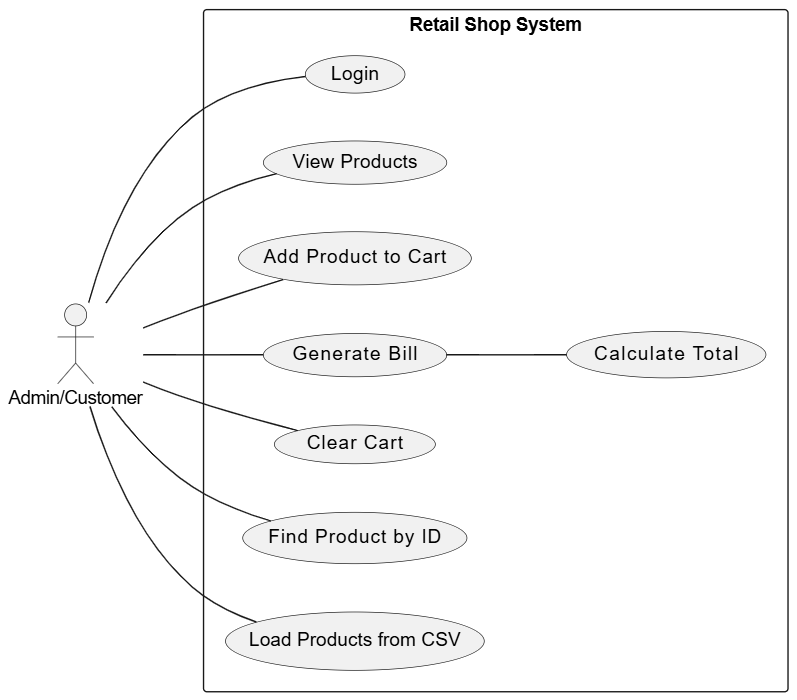 Retail Shop System
Login
View Products
Add Product to Cart
Generate Bill
Calculate Total
Admin/Customer
Clear Cart
Find Product by ID
Load Products from CSV